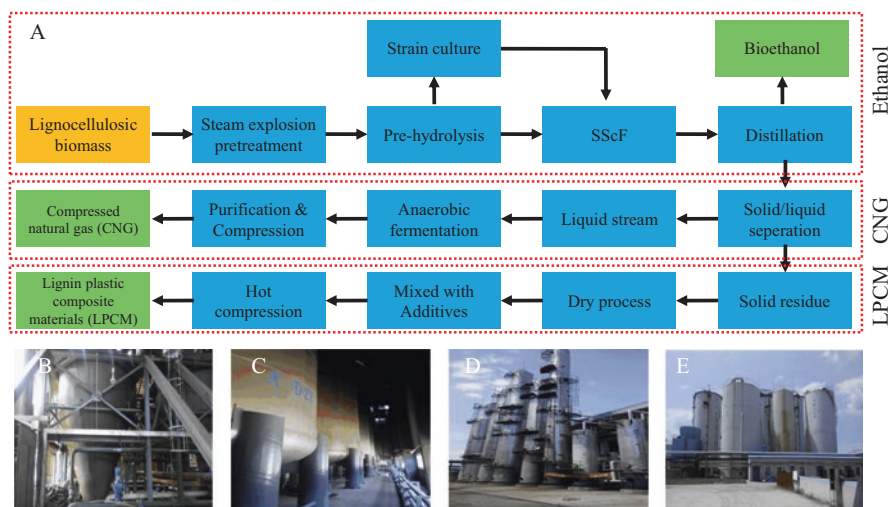 A
Strain culture
Bioethanol
Ethanol
Lignocellulosic
biomass
Steam explosion
pretreatment
Pre-hydrolysis
SScF
Distillation
Compressed
natural gas (CNG)
Purification &
Compression
Anaerobic
fermentation
Liquid stream
Solid/liquid
seperation
CNG
Lignin plastic
composite
materials (LPCM)
Hot
compression
Mixed with
Additives
Dry process
Solid residue
LPCM
B
C
D
E